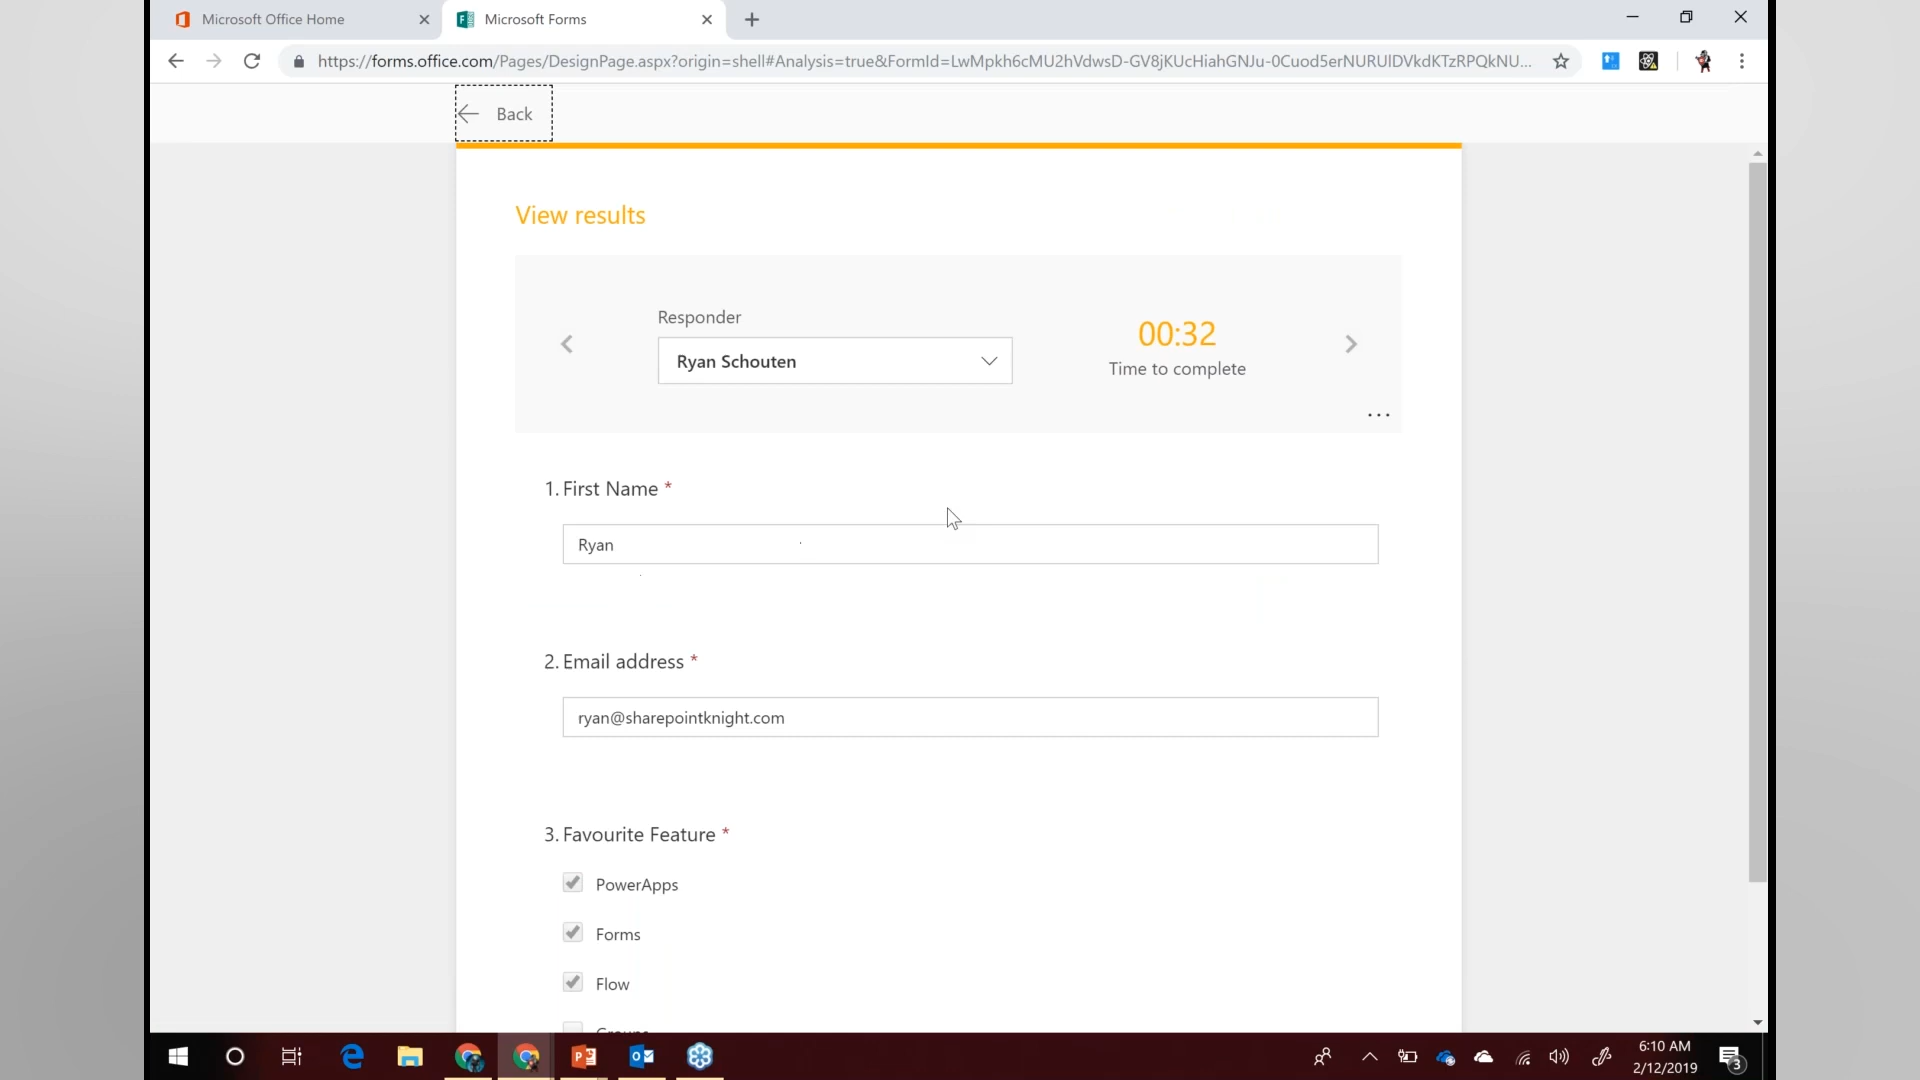 Microsoft Office Home
Microsoft Forms
https://forms.office.com/Pages/DesignPage.aspx?origin=shell#Analysis=true&FormId=LwMpkh6cMU2hVdwsD-GV8jKUcHiahGNJu-0Cuod5erNURUlDVkdKTzRPQkNU...
Back
View results
Responder
Ryan Schouten
00:32
Time to complete
1. First Name *
Ryan
2. Email address *
ryan@sharepointknight.com
3. Favourite Feature *
PowerApps
Forms
Flow
6:10 AM
2/12/2019
3